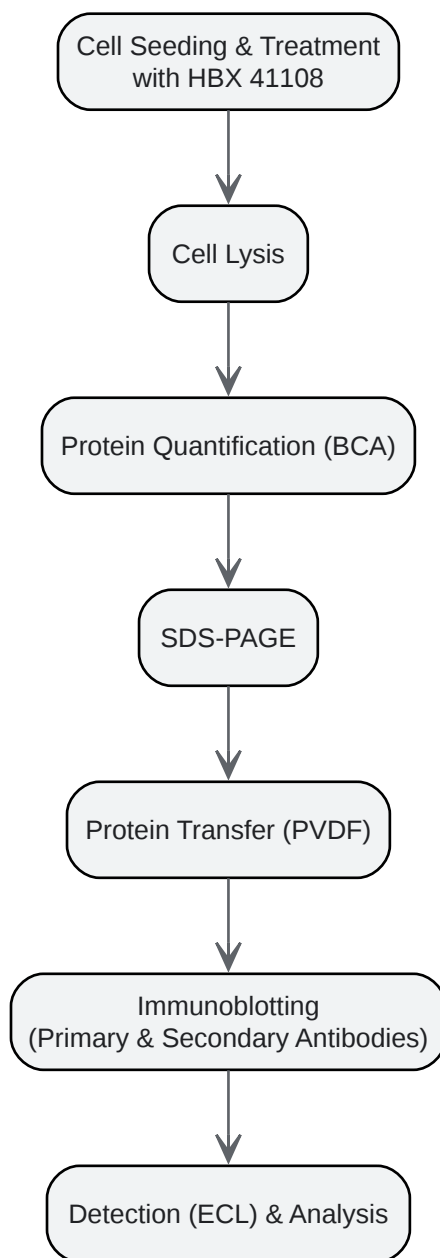 Cell Seeding & Treatment
with HBX 41108
Cell Lysis
Protein Quantification (BCA)
SDS-PAGE
Protein Transfer (PVDF)
Immunoblotting
(Primary & Secondary Antibodies)
Detection (ECL) & Analysis